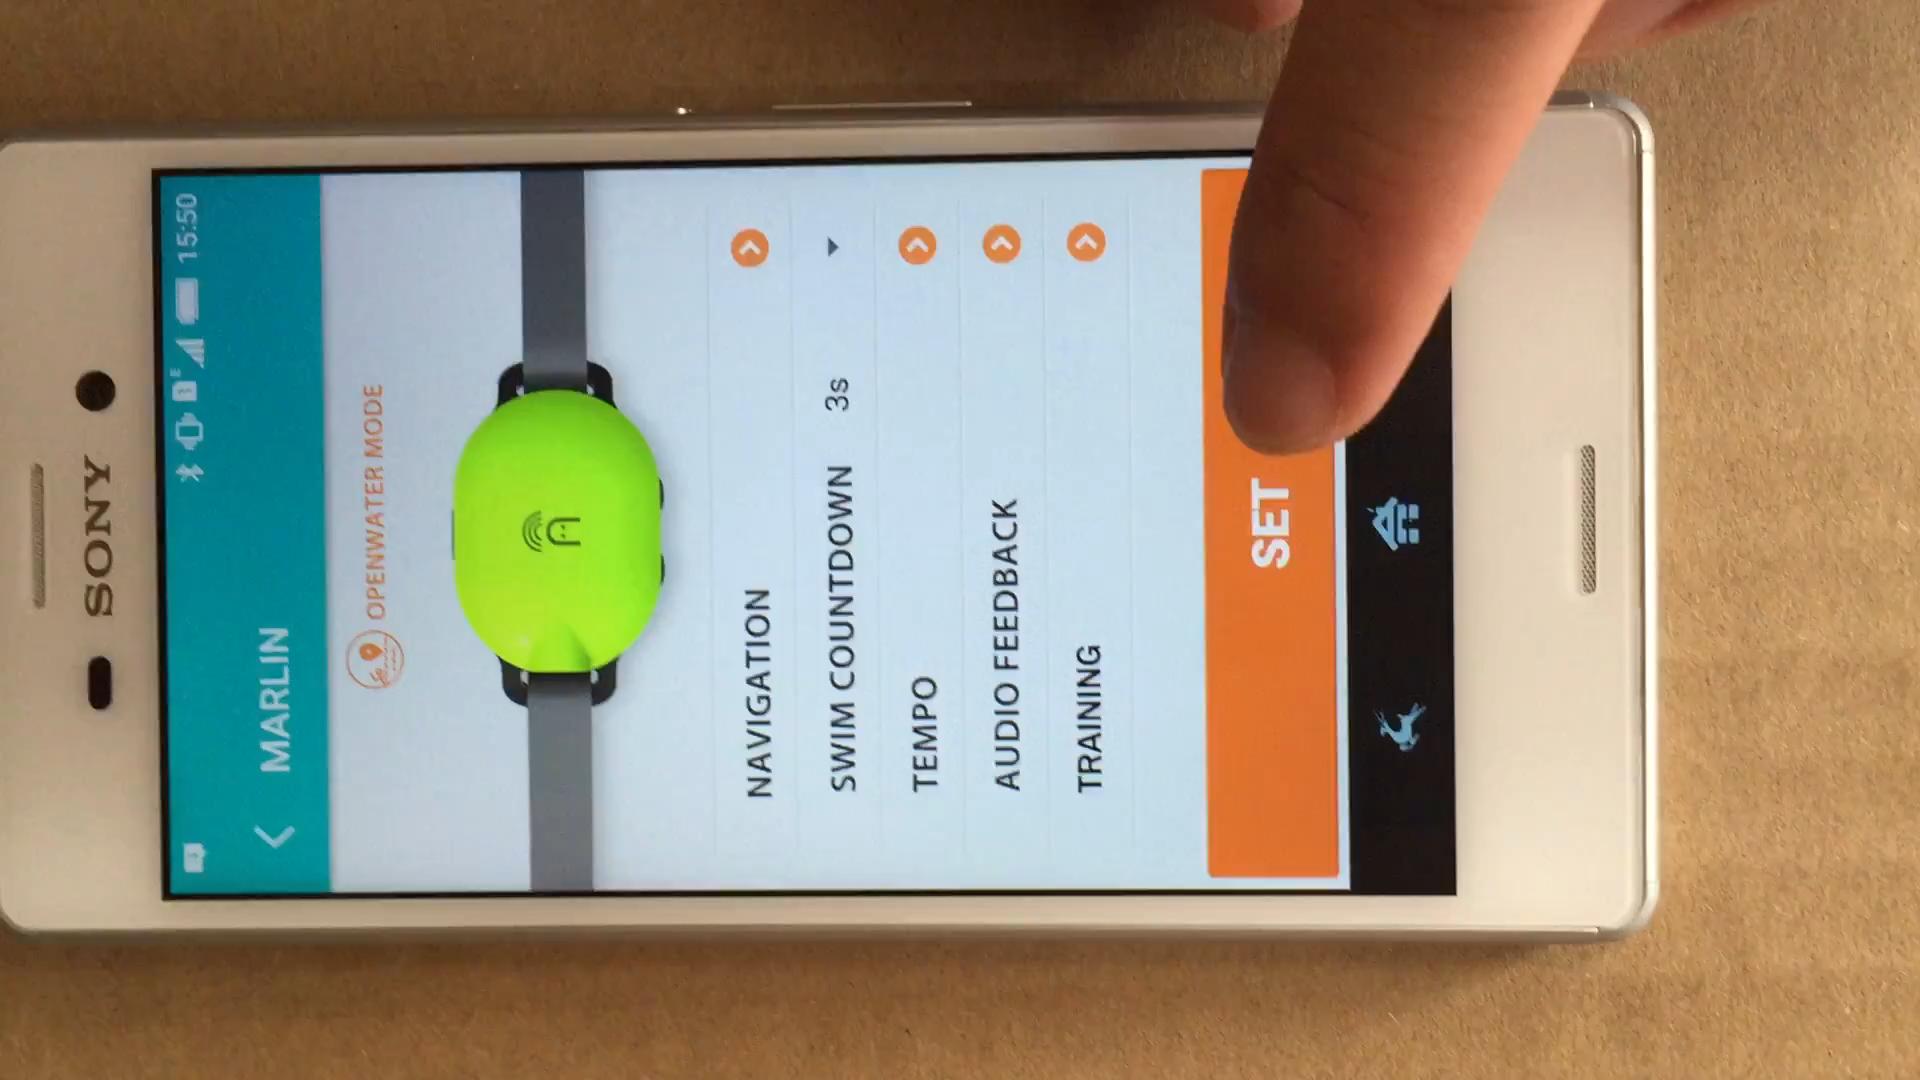 SONY
15:50
MARLIN
OPENWATER MODE
NAVIGATION
SWIM COUNTDOWN 3s
TEMPO
AUDIO FEEDBACK
TRAINING
SET